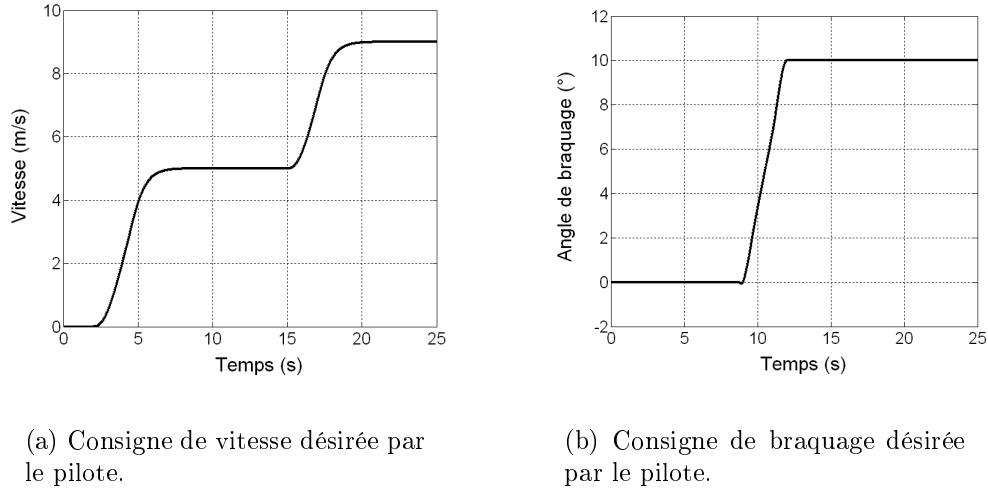 10
8
6
4
2
0
0 5 10 15 20 25
Vitesse (m/s)
Temps (s)
12
10
8
6
4
2
0
-2
0 5 10 15 20 25
Angle de braquage (°)
Temps (s)
(a) Consigne de vitesse désirée par
le pilote.
(b) Consigne de braquage désirée
par le pilote.